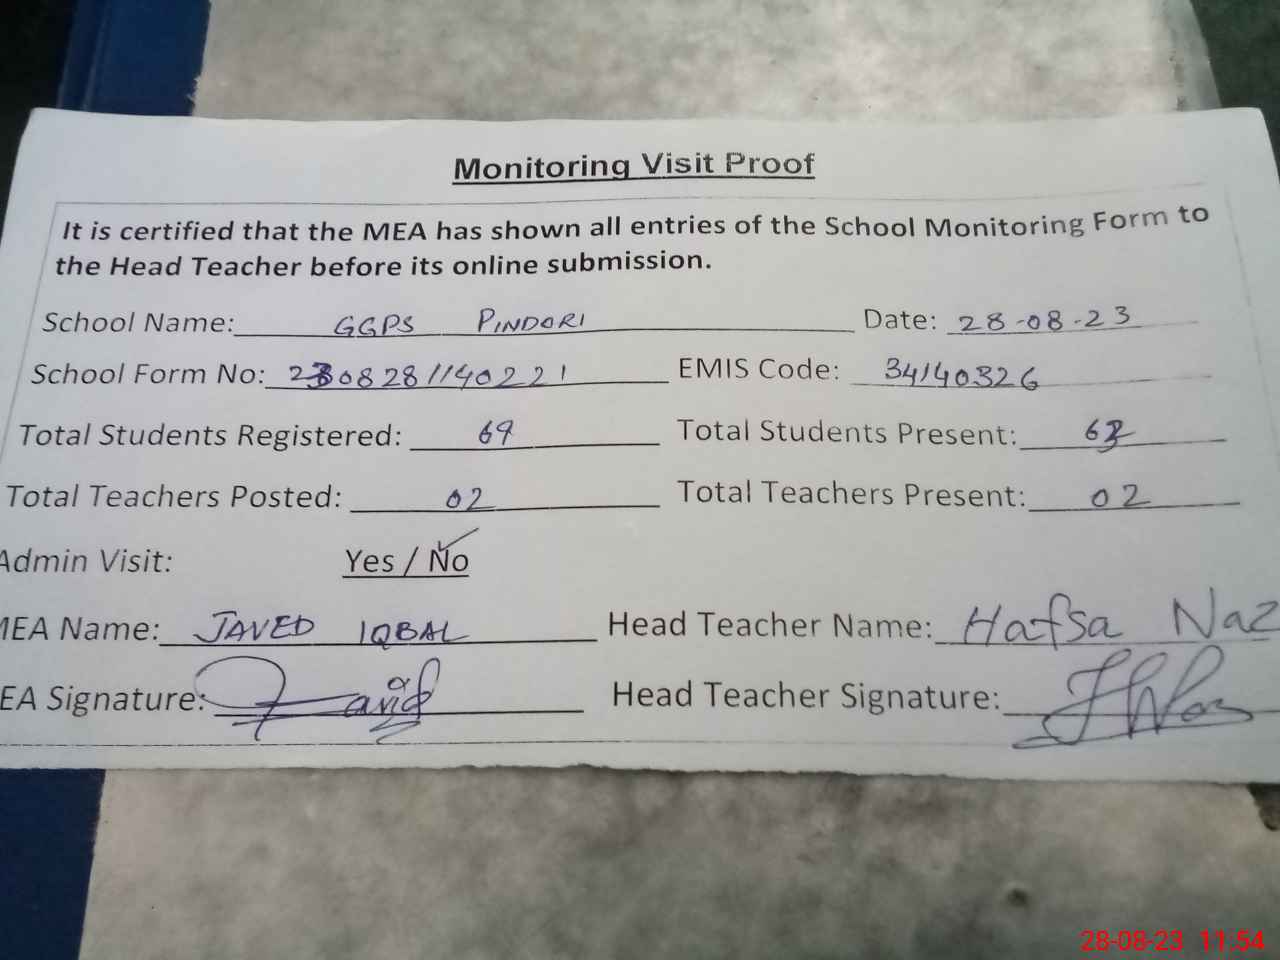 Monitoring Visit Proof
It is certified that the MEA has shown all entries of the School Monitoring Form to
the Head Teacher before its online submission.
School Name: GGPS PINDORI Date: 28-08-23
School Form No: 2308281140221 EMIS Code: 34140326
Total Students Registered: 69 Total Students Present: 62
Total Teachers Posted: 02 Total Teachers Present: 02
Admin Visit: Yes / No
MEA Name: JAVED IQBAL Head Teacher Name: Hafsa Naz
EA Signature: Javid Head Teacher Signature:
28-08-23 11:54